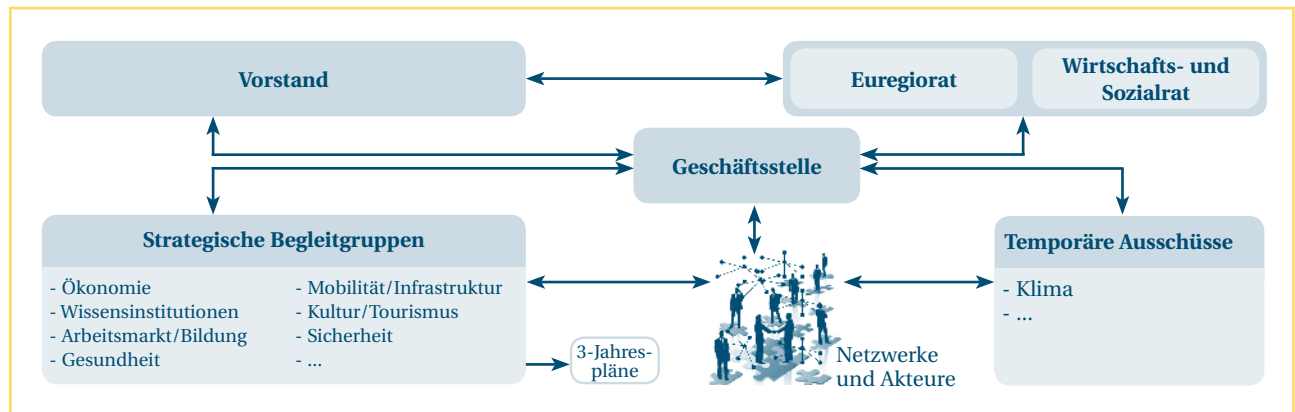 Vorstand
Euregiorat
Wirtschafts- und
Sozialrat
Geschäftsstelle
Strategische Begleitgruppen
- Ökonomie
- Wissensinstitutionen
- Arbeitsmarkt/Bildung
- Gesundheit
- Mobilität/Infrastruktur
- Kultur/Tourismus
- Sicherheit
- ...
3-Jahres-
pläne
Netzwerke
und Akteure
Temporäre Ausschüsse
- Klima
- ...